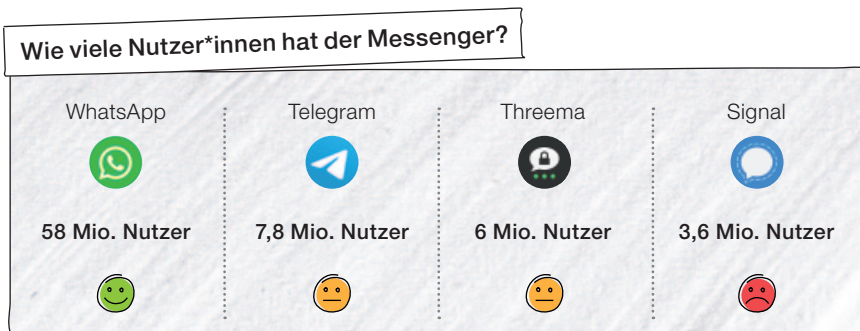 Wie viele Nutzer*innen hat der Messenger?
WhatsApp
Telegram
Threema
Signal
58 Mio. Nutzer
7,8 Mio. Nutzer
6 Mio. Nutzer
3,6 Mio. Nutzer